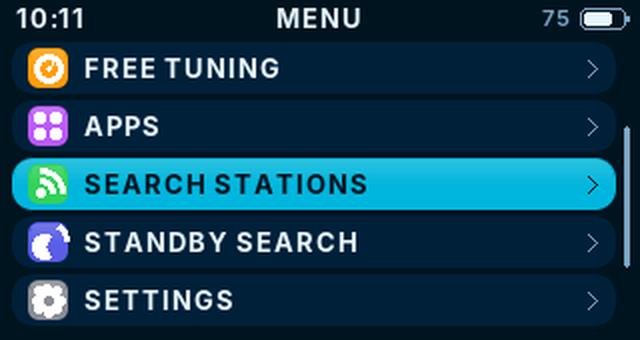 10:11 MENU 75
FREE TUNING
APPS
SEARCH STATIONS
STANDBY SEARCH
SETTINGS